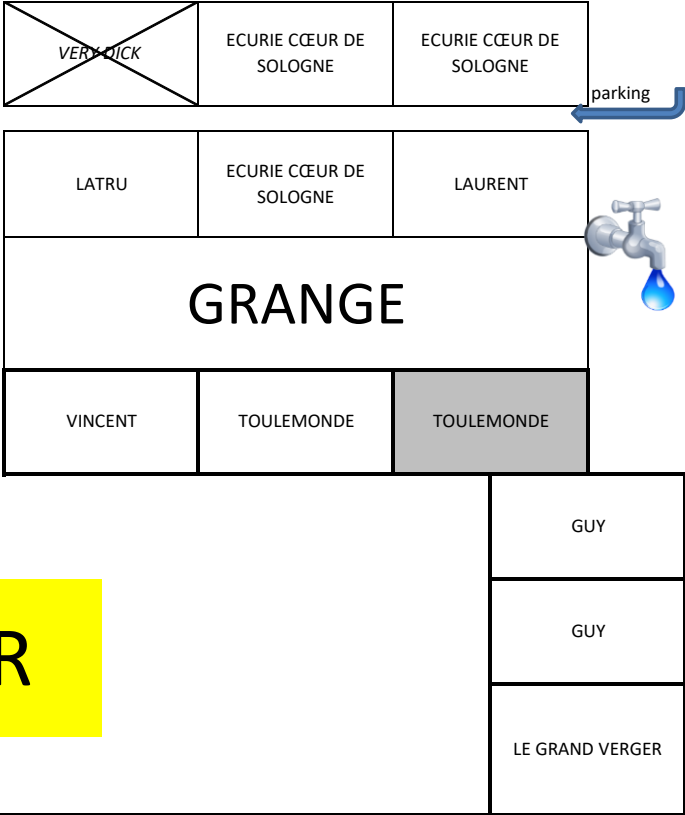 VERY DICK
ECURIE CŒUR DE
SOLOGNE
ECURIE CŒUR DE
SOLOGNE
parking
LATRU
ECURIE CŒUR DE
SOLOGNE
LAURENT
GRANGE
VINCENT
TOULEMONDE
TOULEMONDE
GUY
R
GUY
LE GRAND VERGER